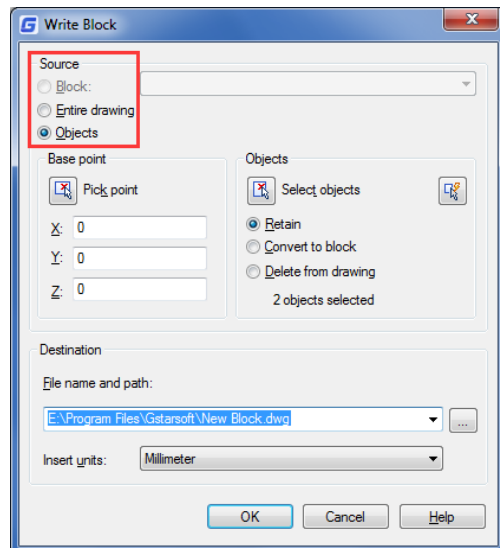 Write Block
Source
Block:
Entire drawing
Objects
Base point
Pick point
X: 0
Y: 0
Z: 0
Objects
Select objects
Retain
Convert to block
Delete from drawing
2 objects selected
Destination
File name and path:
E:\Program Files\Gstarsoft\New Block.dwg
...
Insert units: Millimeter
OK Cancel Help